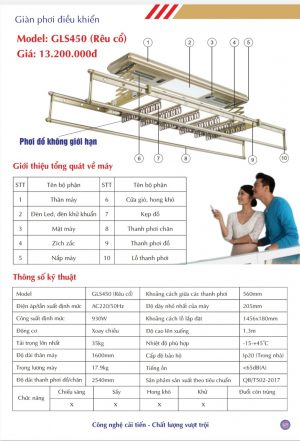 Giàn phơi điều khiển
Model: GLS450 (Rêu cổ)
Giá: 13.200.000đ
1 2 3 4 5
Phơi đồ không giới hạn
6 7 8 9 10
Giới thiệu tổng quát về máy
STT Tên bộ phận STT Tên bộ phận
1 Thân máy 6 Cửa gió, hong khô
2 Đèn Led, đèn khử khuẩn 7 Kẹp đồ
3 Mặt máy 8 Thanh phơi chăn
4 Zích zắc 9 Thanh phơi đồ
5 Nắp máy 10 Lỗ thanh phơi
Thông số kỹ thuật
Model GLS450 (Rêu cổ) Khoảng cách giữa các thanh phơi 560mm
Điện áp/tần suất định mức AC220/50Hz Độ dày nhỏ nhất của máy 205mm
Công suất định mức 930W Khoảng cách lỗ lắp đặt 1456x180mm
Động cơ Xoay chiều Độ cao lên xuống 1.3m
Tải trọng lên nhất 35kg Nhiệt độ phù hợp -15-+45°C
Độ dài thân máy 1600mm Cấp độ bảo hộ Ip20 (Trong nhà)
Trọng lượng máy 17.9kg Tiếng ồn <65dB(A)
Độ dài thanh phơi đồ/chăn 2540mm Sản phẩm sản xuất theo tiêu chuẩn QB/T502-2017
Chức năng Chiếu sáng Sấy Khô Khử khuẩn Đuổi côn trùng
x x x x x
Công nghệ cải tiến - Chất lượng vượt trội